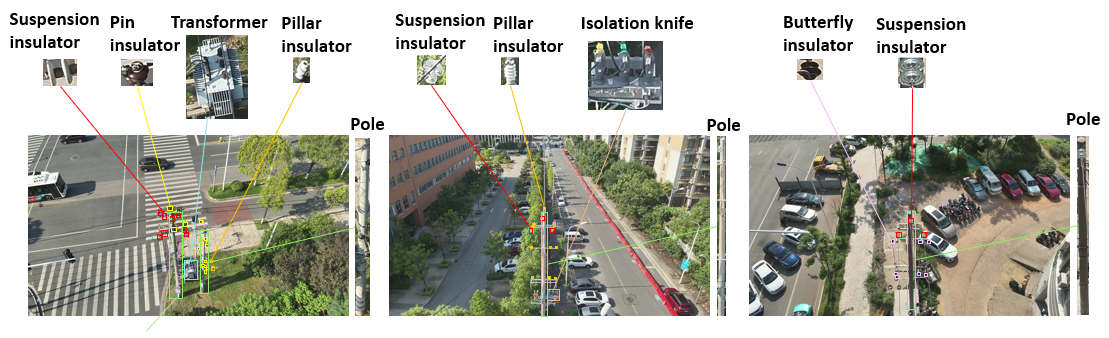 Suspension
insulator
Pin
insulator
Transformer
Pillar
insulator
Pole
Suspension
insulator
Pillar
insulator
Isolation knife
Pole
Butterfly
insulator
Suspension
insulator
Pole